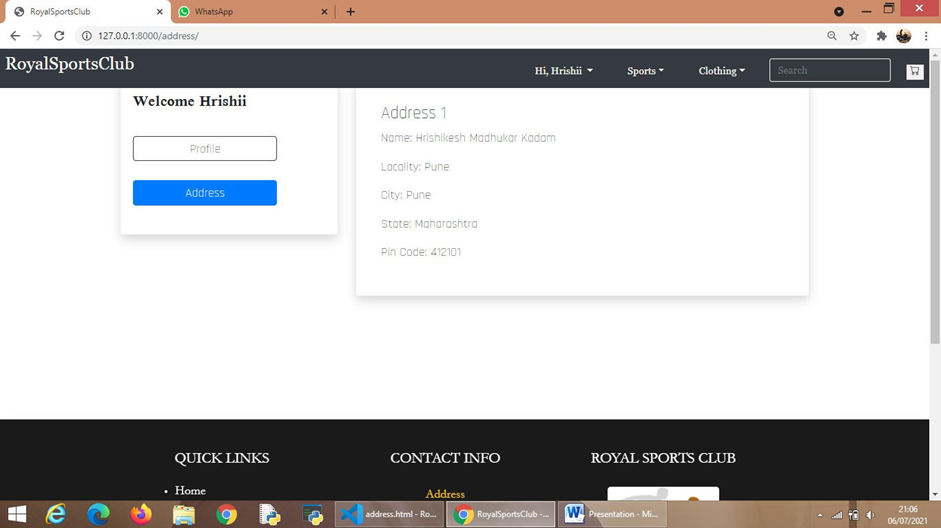 RoyalSportsClub
WhatsApp
127.0.0.1:8000/address/
RoyalSportsClub
Hi, Hrishii
Sports
Clothing
Search
Welcome Hrishii
Profile
Address
Address 1
Name: Hrishikesh Madhukar Kadam
Locality: Pune
City: Pune
State: Maharashtra
Pin Code: 412101
QUICK LINKS
CONTACT INFO
ROYAL SPORTS CLUB
Home
Address
address.html - Ro...
RoyalSportsClub -...
Presentation - Mi...
21:06
06/07/2021